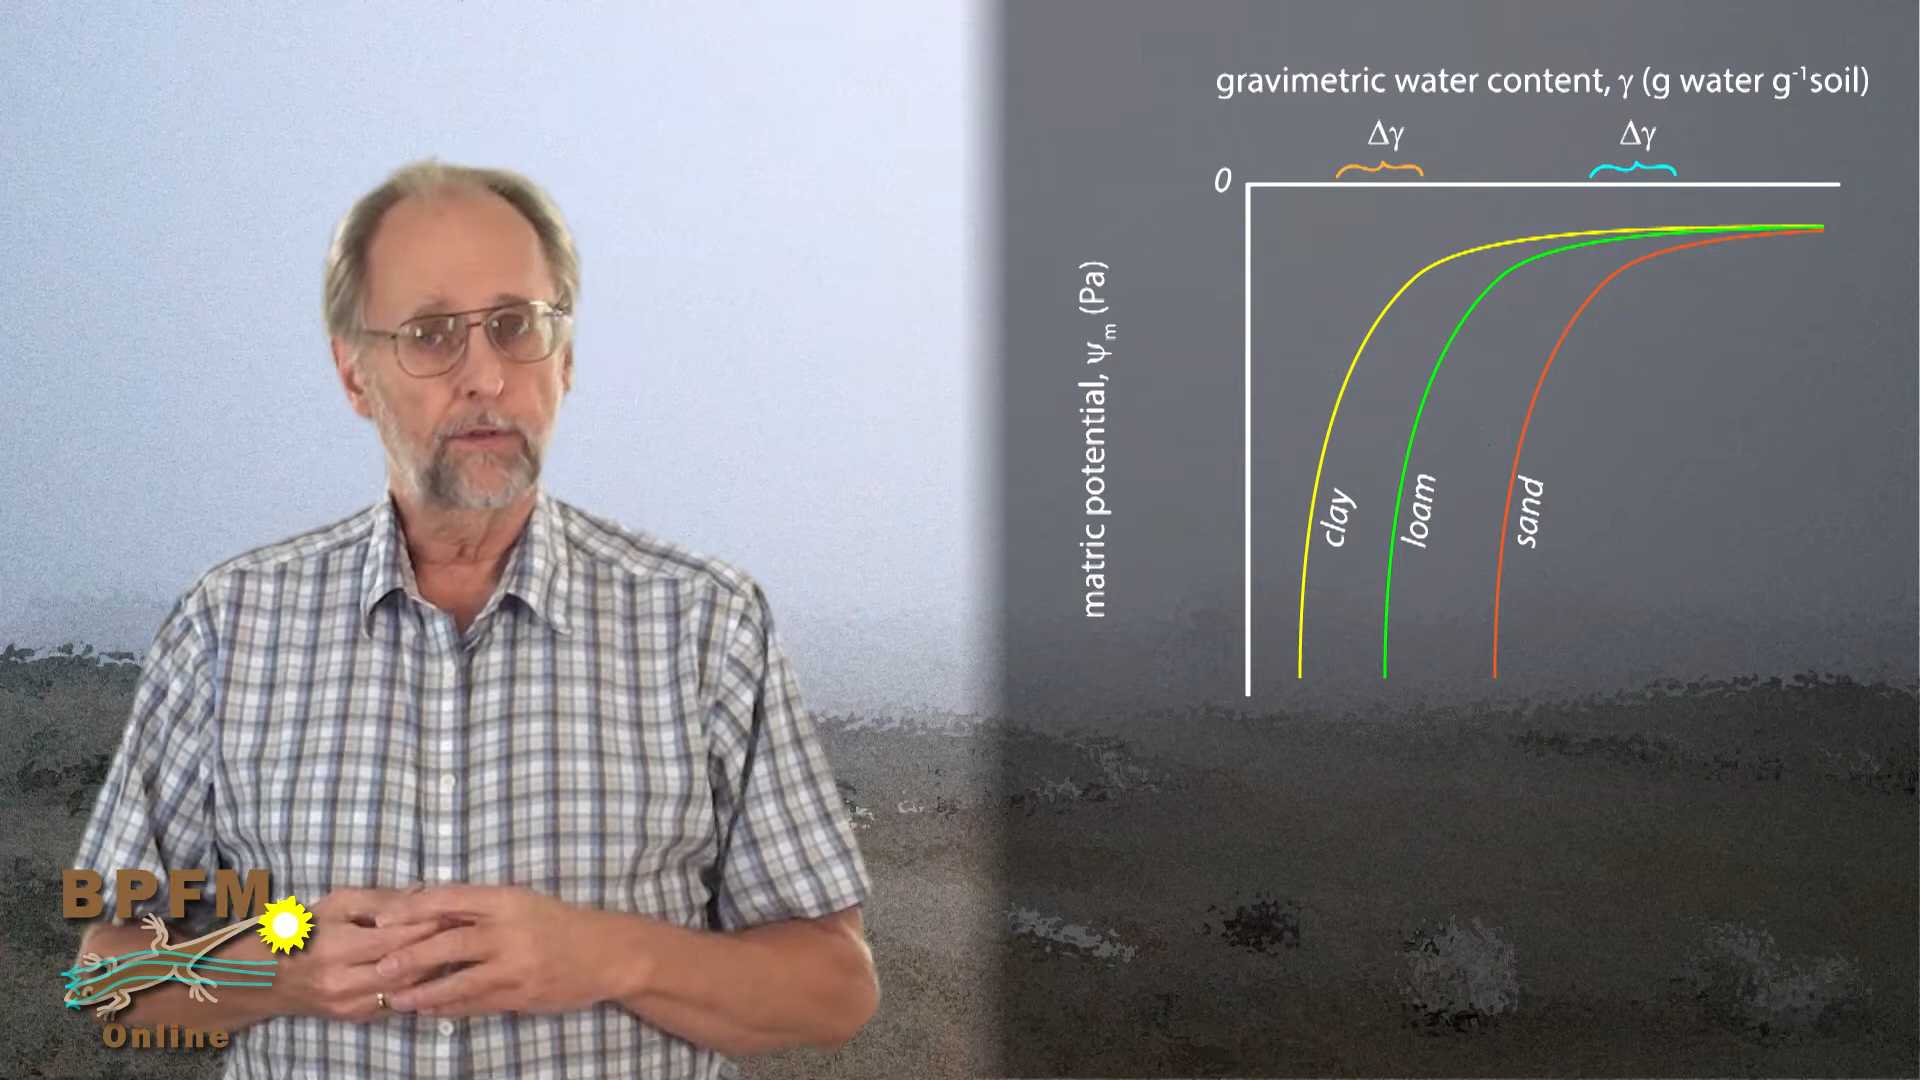 gravimetric water content, γ (g water g⁻¹soil)
Δγ
Δγ
0
matric potential, ψm (Pa)
clay
loam
sand
BPFM
Online